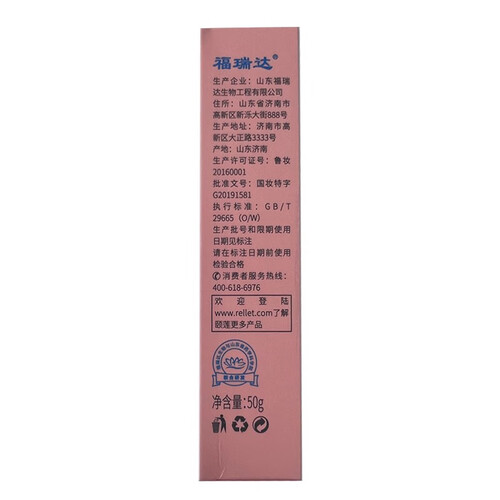 福瑞达®
生产企业：山东福瑞
达生物工程有限公司
住所：山东省济南市
高新区新泺大街888号
生产地址：济南市高
新区大正路3333号
产地：山东济南
生产许可证号：鲁妆
20160001
批准文号：国妆特字
G20191581
执行标准：GB/T
29665（O/W）
生产批号和限期使用
日期见标注
请在标注日期前使用
检验合格
✆消费者服务热线：
400-618-6976
欢迎登陆
www.rellet.com了解
颐莲更多产品
净含量:50g